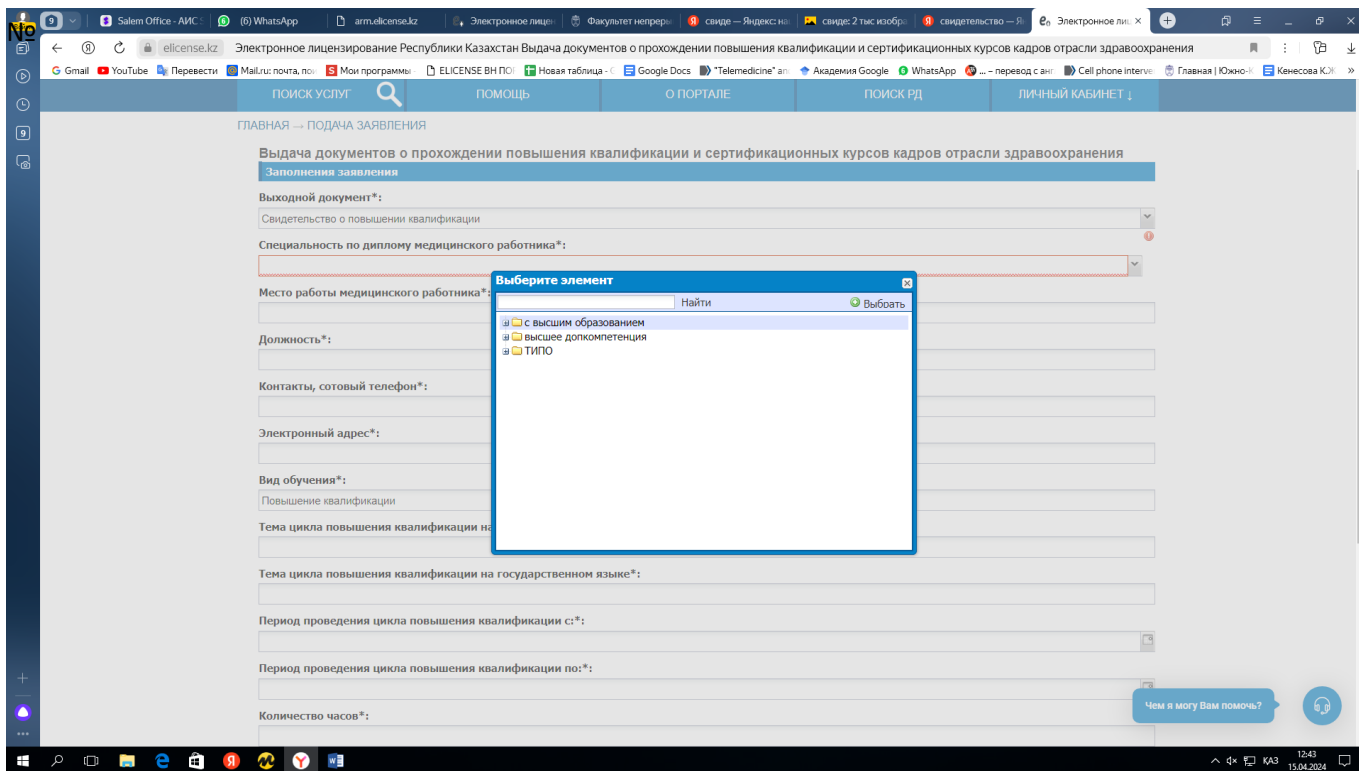 №
9
Salem Office - АИС
(6) WhatsApp
arm.elicense.kz
Электронное лицен
Факультет непреры
свиде — Яндекс: на
свиде: 2 тыс изобра
свидетельство — Я
Электронное лиц
elicense.kz
Электронное лицензирование Республики Казахстан Выдача документов о прохождении повышения квалификации и сертификационных курсов кадров отрасли здравоохранения
Gmail
YouTube
Перевести
Mail.ru: почта, по
Мои программы
ELICENSE ВН ПО
Новая таблица - G
Google Docs
"Telemedicine" an
Академия Google
WhatsApp
... – перевод с анг
Cell phone interve
Главная | Южно-К
Кенесова К.Ж
»
ПОИСК УСЛУГ
ПОМОЩЬ
О ПОРТАЛЕ
ПОИСК РД
ЛИЧНЫЙ КАБИНЕТ ↓
9
ГЛАВНАЯ → ПОДАЧА ЗАЯВЛЕНИЯ
Выдача документов о прохождении повышения квалификации и сертификационных курсов кадров отрасли здравоохранения
Заполнения заявления
Выходной документ*:
Свидетельство о повышении квалификации
Специальность по диплому медицинского работника*:
Выберите элемент
Место работы медицинского работника*:
Найти
Выбрать
с высшим образованием
высшее допкомпетенция
ТИПО
Должность*:
Контакты, сотовый телефон*:
Электронный адрес*:
Вид обучения*:
Повышение квалификации
Тема цикла повышения квалификации на
Тема цикла повышения квалификации на государственном языке*:
Период проведения цикла повышения квалификации с:*:
Период проведения цикла повышения квалификации по:*:
Чем я могу Вам помочь?
Количество часов*:
КАЗ
12:43
15.04.2024